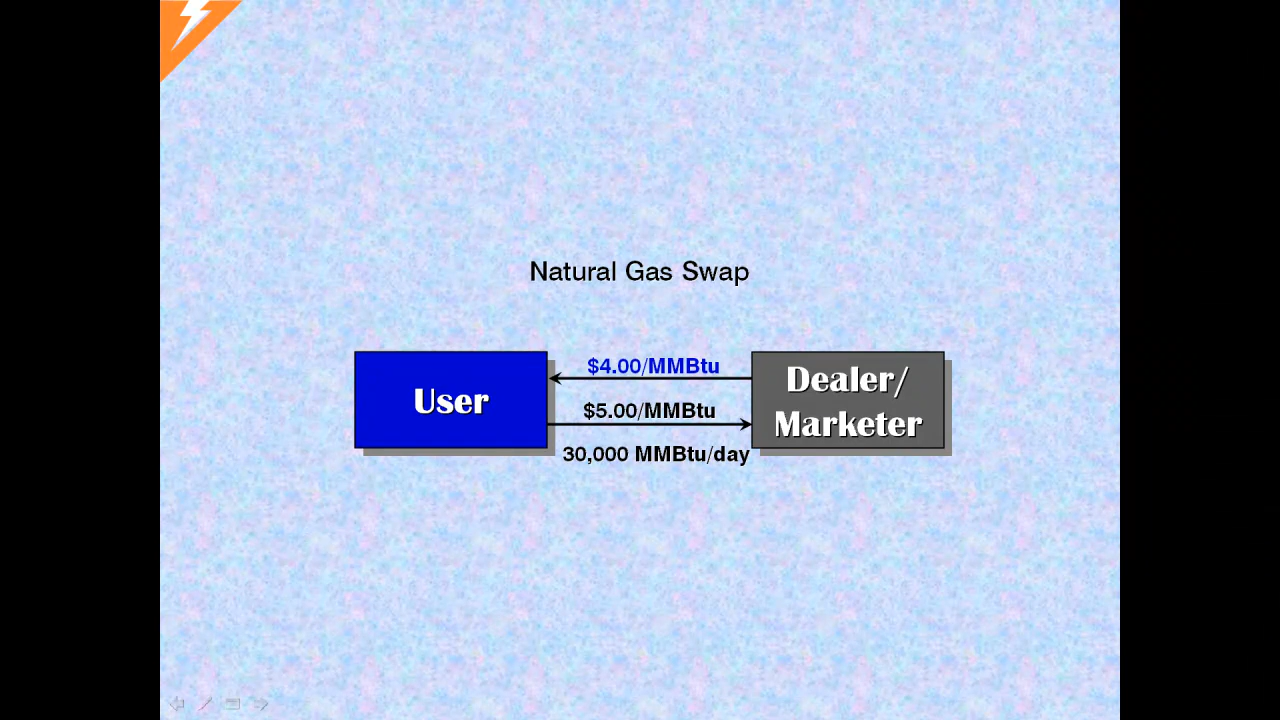 Natural Gas Swap
$4.00/MMBtu
User
Dealer/
Marketer
$5.00/MMBtu
30,000 MMBtu/day